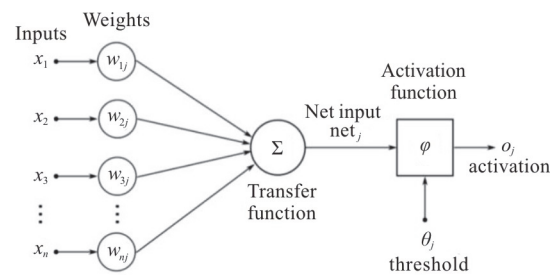 Inputs
Weights
x₁
w₁ⱼ
x₂
w₂ⱼ
x₃
w₃ⱼ
⋮
⋮
xₙ
wₙⱼ
Σ
Transfer
function
Net input
netⱼ
Activation
function
φ
oⱼ
activation
θⱼ
threshold